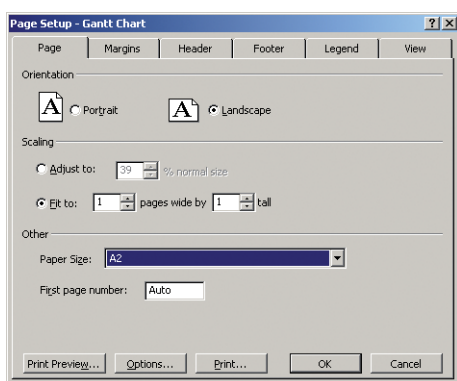 Page Setup - Gantt Chart
Page Margins Header Footer Legend View
Orientation
A Portrait A Landscape
Scaling
Adjust to: 39 % normal size
Fit to: 1 pages wide by 1 tall
Other
Paper Size: A2
First page number: Auto
Print Preview... Options... Print... OK Cancel